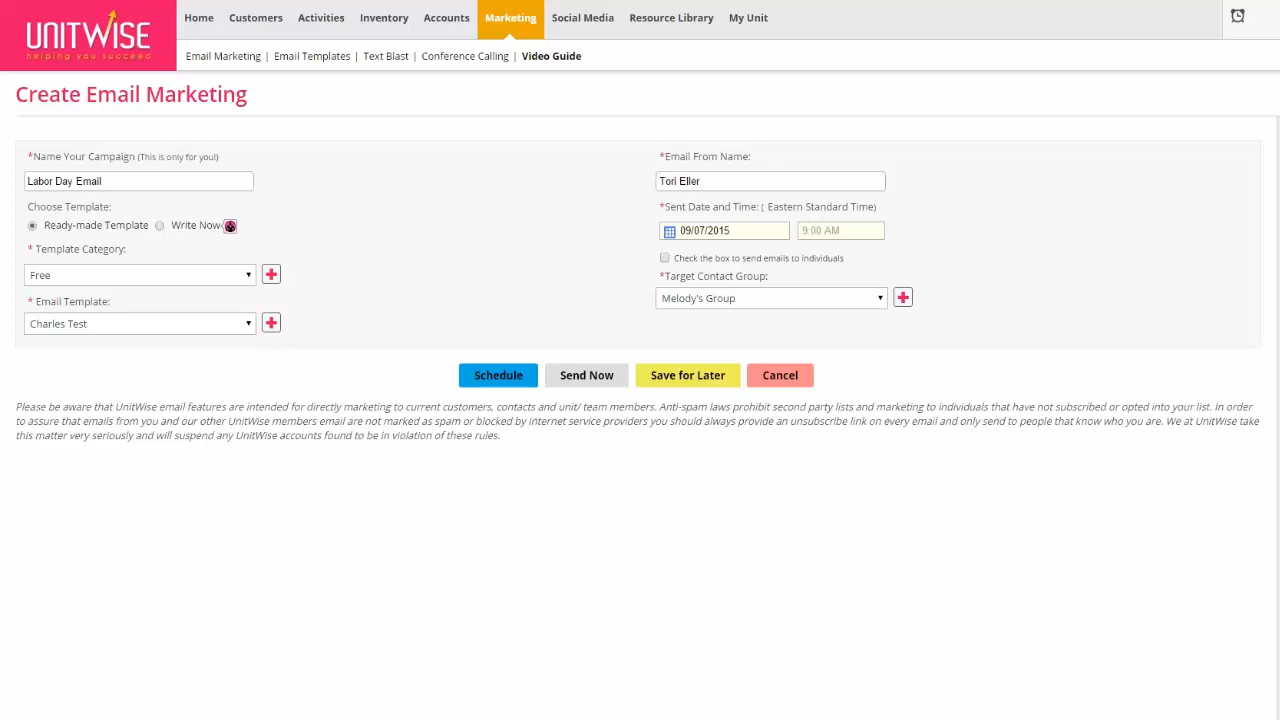 UNITWISE
helping you succeed
Home Customers Activities Inventory Accounts Marketing Social Media Resource Library My Unit
Email Marketing | Email Templates | Text Blast | Conference Calling | Video Guide
Create Email Marketing
*Name Your Campaign (This is only for you!)
*Email From Name:
Labor Day Email
Tori Eller
Choose Template:
*Sent Date and Time: ( Eastern Standard Time)
Ready-made Template Write Now
09/07/2015 9:00 AM
* Template Category:
Check the box to send emails to individuals
Free
*Target Contact Group:
Melody's Group
* Email Template:
Charles Test
Schedule Send Now Save for Later Cancel
Please be aware that UnitWise email features are intended for directly marketing to current customers, contacts and unit/ team members. Anti-spam laws prohibit second party lists and marketing to individuals that have not subscribed or opted into your list. In order
to assure that emails from you and our other UnitWise members email are not marked as spam or blocked by Internet service providers you should always provide an unsubscribe link on every email and only send to people that know who you are. We at UnitWise take
this matter very seriously and will suspend any UnitWise accounts found to be in violation of these rules.